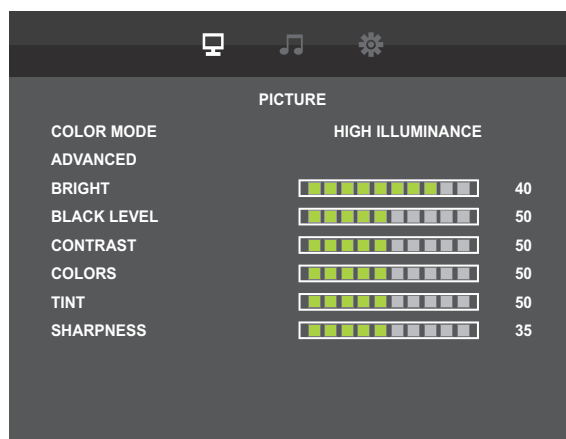 PICTURE
COLOR MODE HIGH ILLUMINANCE
ADVANCED
BRIGHT 40
BLACK LEVEL 50
CONTRAST 50
COLORS 50
TINT 50
SHARPNESS 35